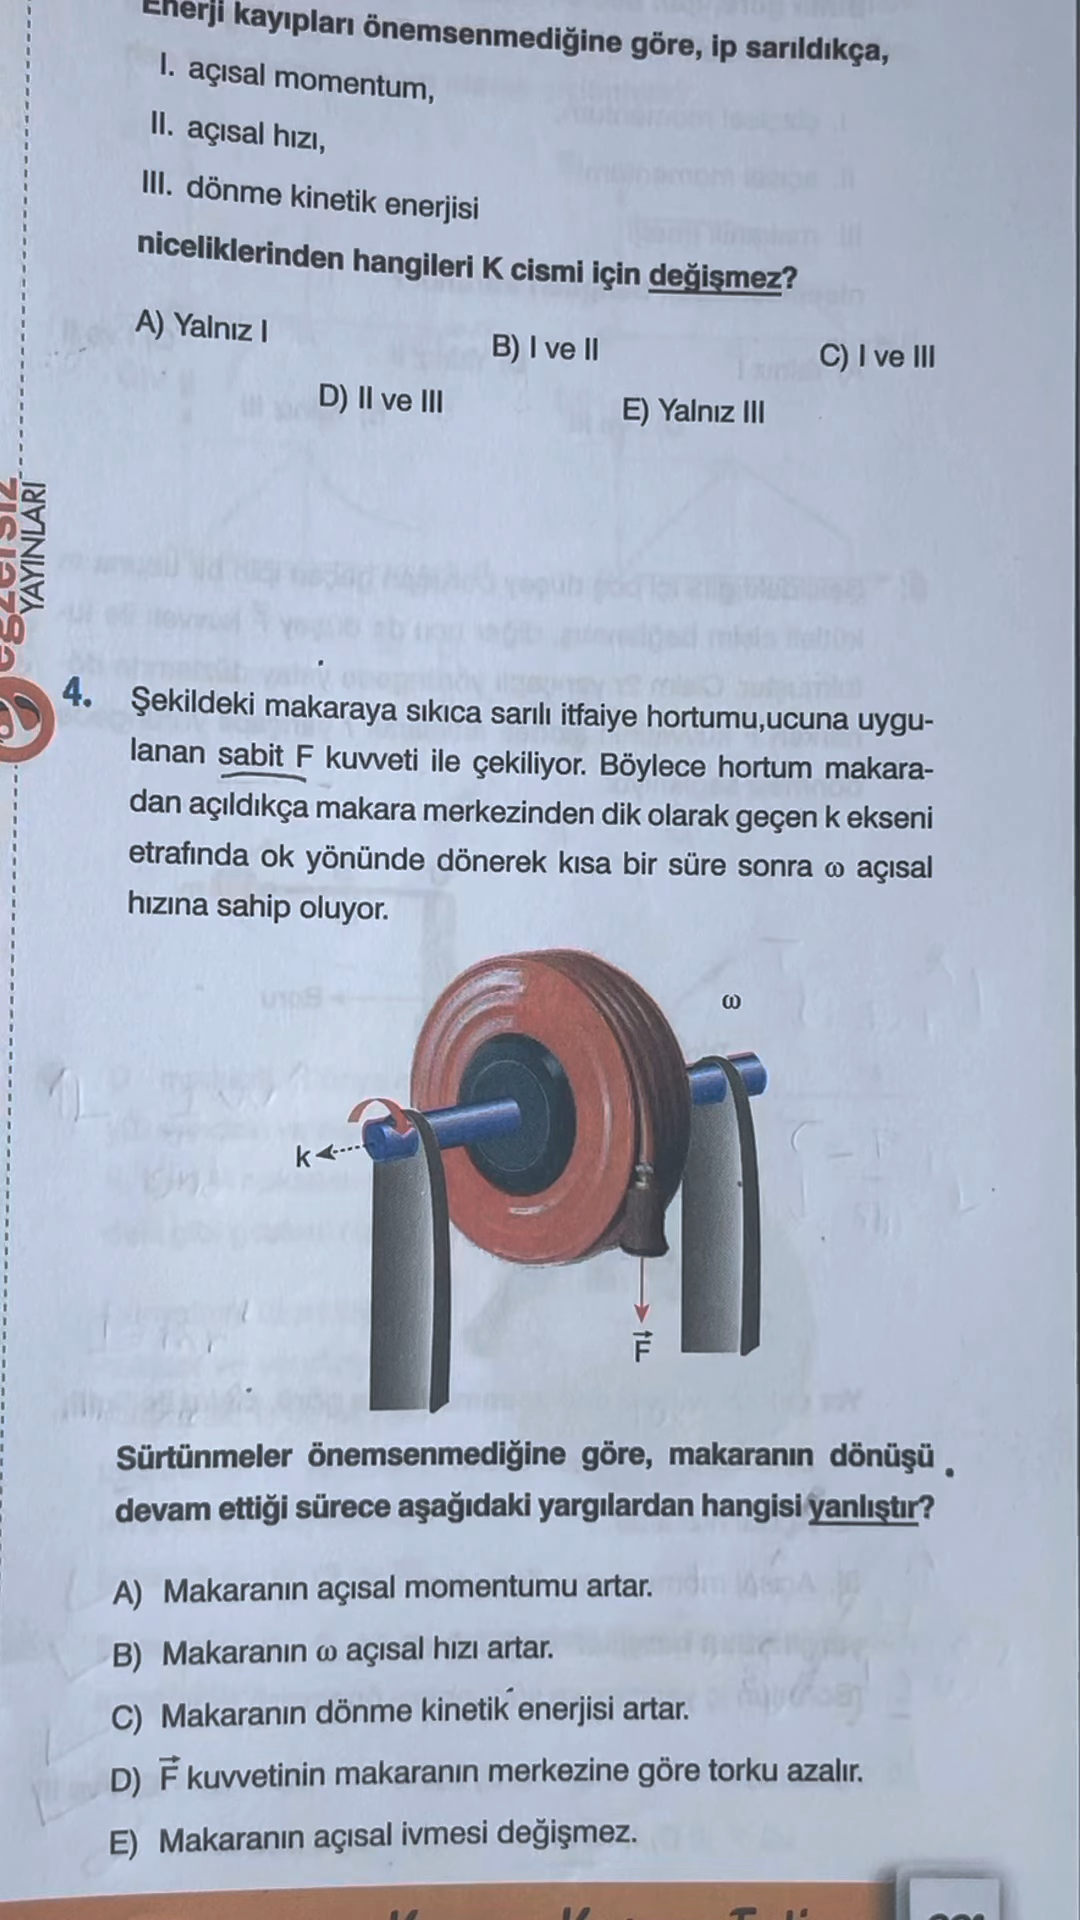 Enerji kayıpları önemsenmediğine göre, ip sarıldıkça,
I. açısal momentum,
II. açısal hızı,
III. dönme kinetik enerjisi
niceliklerinden hangileri K cismi için değişmez?
A) Yalnız I
B) I ve II
C) I ve III
D) II ve III
E) Yalnız III
egzersiz
YAYINLARI
4. Şekildeki makaraya sıkıca sarılı itfaiye hortumu,ucuna uygu-
lanan sabit F kuvveti ile çekiliyor. Böylece hortum makara-
dan açıldıkça makara merkezinden dik olarak geçen k ekseni
etrafında ok yönünde dönerek kısa bir süre sonra ω açısal
hızına sahip oluyor.
ω
k
F
Sürtünmeler önemsenmediğine göre, makaranın dönüşü
devam ettiği sürece aşağıdaki yargılardan hangisi yanlıştır?
A) Makaranın açısal momentumu artar.
B) Makaranın ω açısal hızı artar.
C) Makaranın dönme kinetik enerjisi artar.
D) F kuvvetinin makaranın merkezine göre torku azalır.
E) Makaranın açısal ivmesi değişmez.